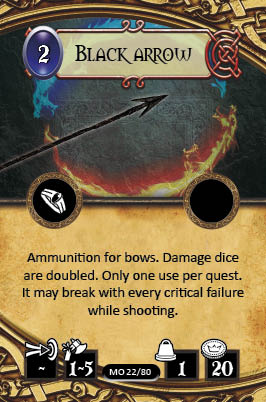 2
BLACK ARROW
Ammunition for bows. Damage dice
are doubled. Only one use per quest.
It may break with every critical failure
while shooting.
~ 1~5 MO 22/80 1 20